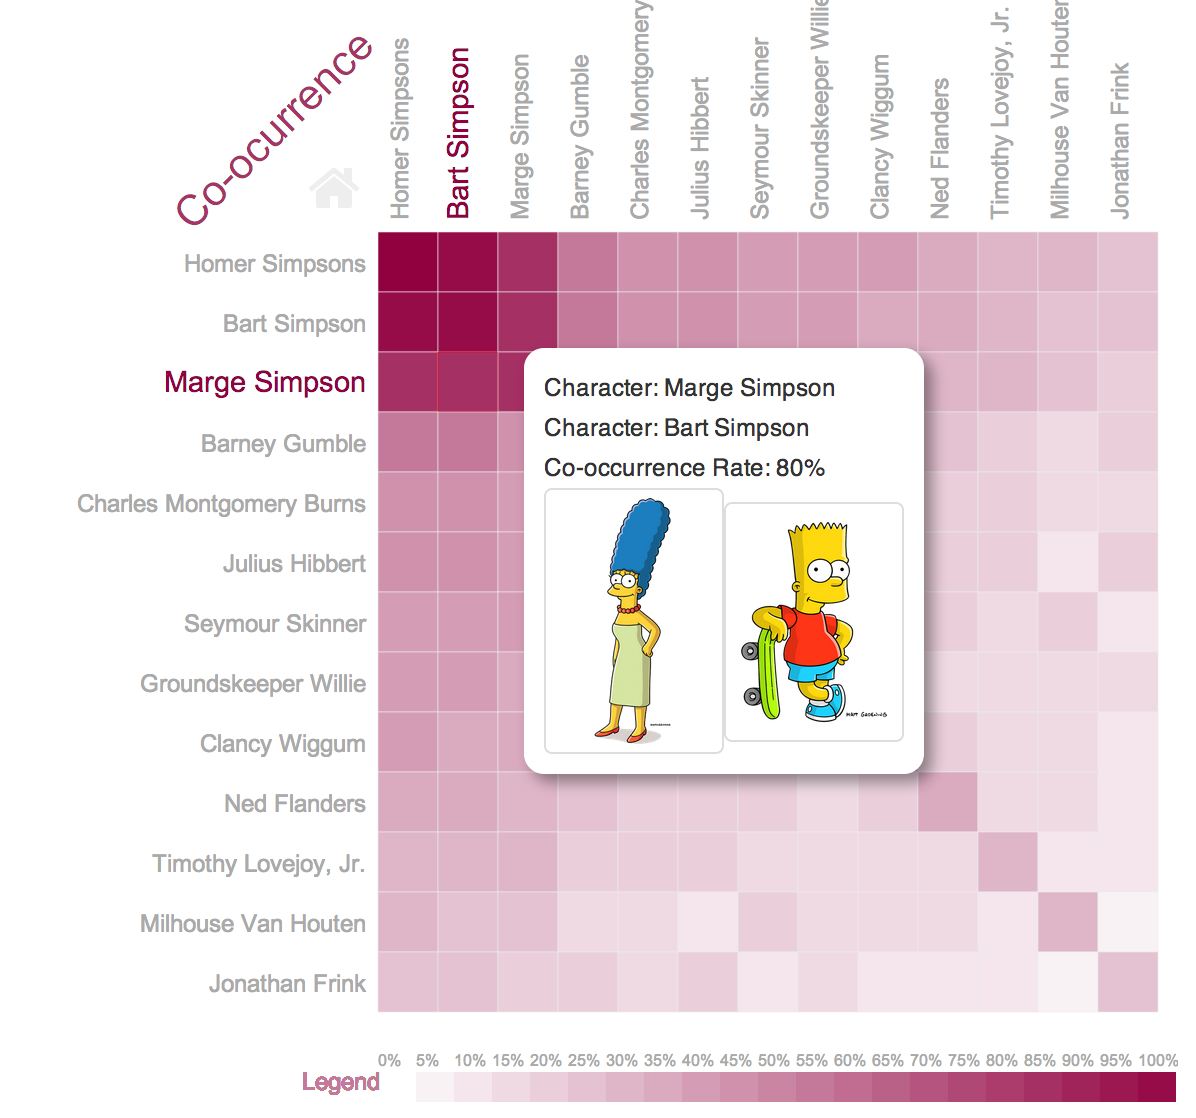 Co-ocurrence
Homer Simpsons
Bart Simpson
Marge Simpson
Barney Gumble
Charles Montgomery
Julius Hibbert
Seymour Skinner
Groundskeeper Willie
Clancy Wiggum
Ned Flanders
Timothy Lovejoy, Jr.
Milhouse Van Houten
Jonathan Frink
Homer Simpsons
Bart Simpson
Marge Simpson
Barney Gumble
Charles Montgomery Burns
Julius Hibbert
Seymour Skinner
Groundskeeper Willie
Clancy Wiggum
Ned Flanders
Timothy Lovejoy, Jr.
Milhouse Van Houten
Jonathan Frink
Character: Marge Simpson
Character: Bart Simpson
Co-occurrence Rate: 80%
MATT GROENING
0% 5% 10% 15% 20% 25% 30% 35% 40% 45% 50% 55% 60% 65% 70% 75% 80% 85% 90% 95% 100%
Legend